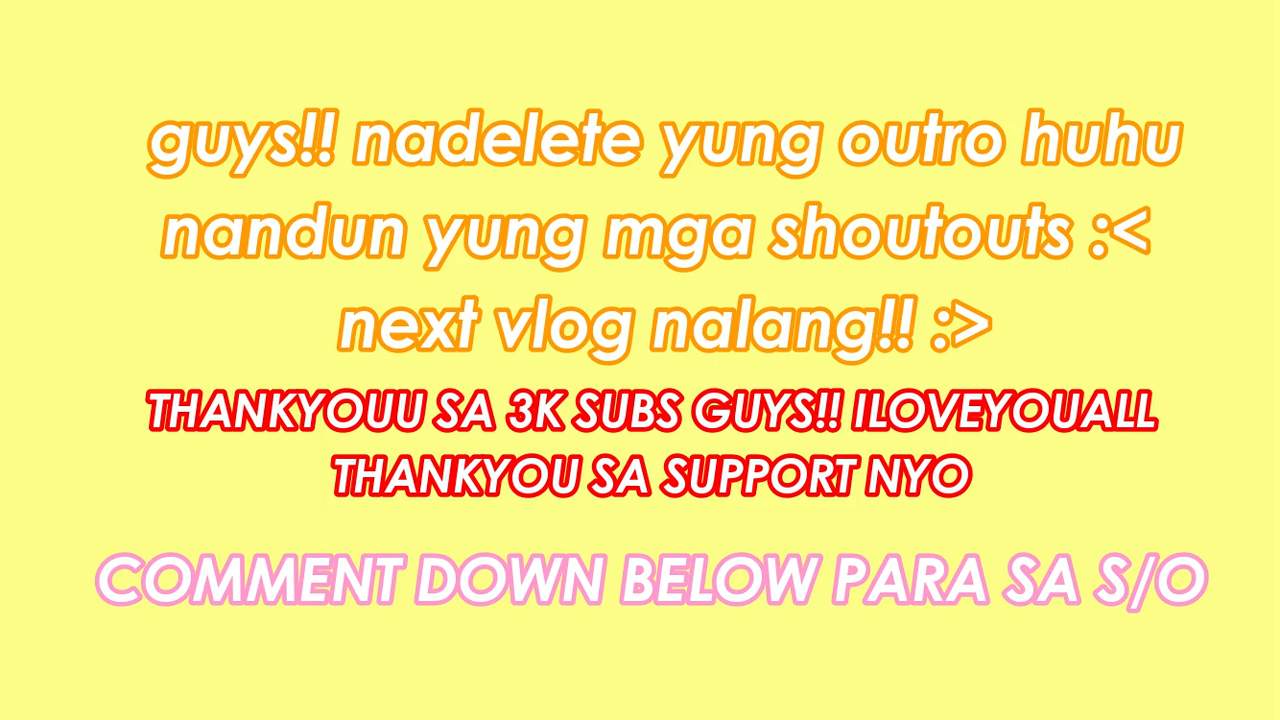 guys!! nadelete yung outro huhu
nandun yung mga shoutouts :<
next vlog nalang!! :>
THANKYOUU SA 3K SUBS GUYS!! ILOVEYOUALL
THANKYOU SA SUPPORT NYO
COMMENT DOWN BELOW PARA SA S/O